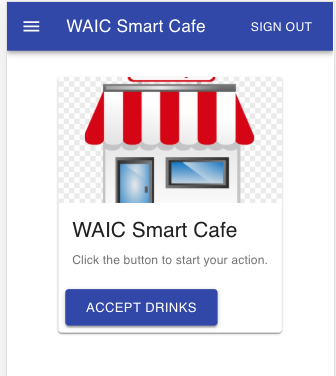 WAIC Smart Cafe
SIGN OUT
WAIC Smart Cafe
Click the button to start your action.
ACCEPT DRINKS